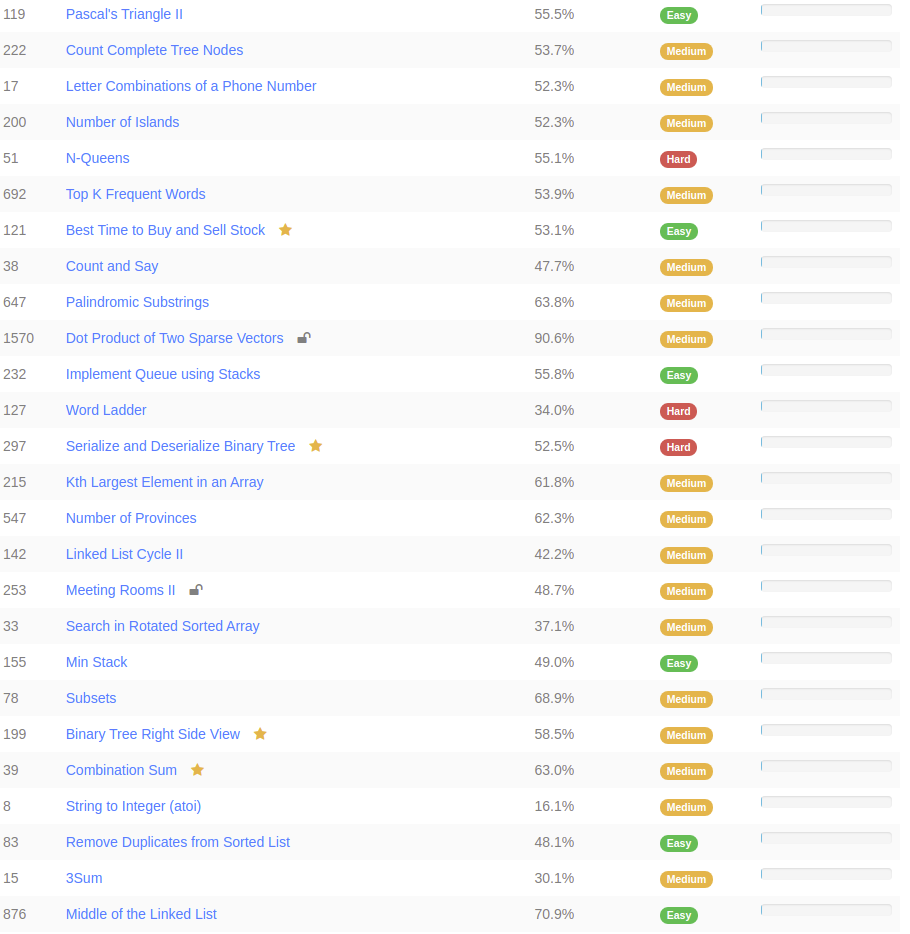 119 Pascal's Triangle II 55.5% Easy
222 Count Complete Tree Nodes 53.7% Medium
17 Letter Combinations of a Phone Number 52.3% Medium
200 Number of Islands 52.3% Medium
51 N-Queens 55.1% Hard
692 Top K Frequent Words 53.9% Medium
121 Best Time to Buy and Sell Stock 53.1% Easy
38 Count and Say 47.7% Medium
647 Palindromic Substrings 63.8% Medium
1570 Dot Product of Two Sparse Vectors 90.6% Medium
232 Implement Queue using Stacks 55.8% Easy
127 Word Ladder 34.0% Hard
297 Serialize and Deserialize Binary Tree 52.5% Hard
215 Kth Largest Element in an Array 61.8% Medium
547 Number of Provinces 62.3% Medium
142 Linked List Cycle II 42.2% Medium
253 Meeting Rooms II 48.7% Medium
33 Search in Rotated Sorted Array 37.1% Medium
155 Min Stack 49.0% Easy
78 Subsets 68.9% Medium
199 Binary Tree Right Side View 58.5% Medium
39 Combination Sum 63.0% Medium
8 String to Integer (atoi) 16.1% Medium
83 Remove Duplicates from Sorted List 48.1% Easy
15 3Sum 30.1% Medium
876 Middle of the Linked List 70.9% Easy